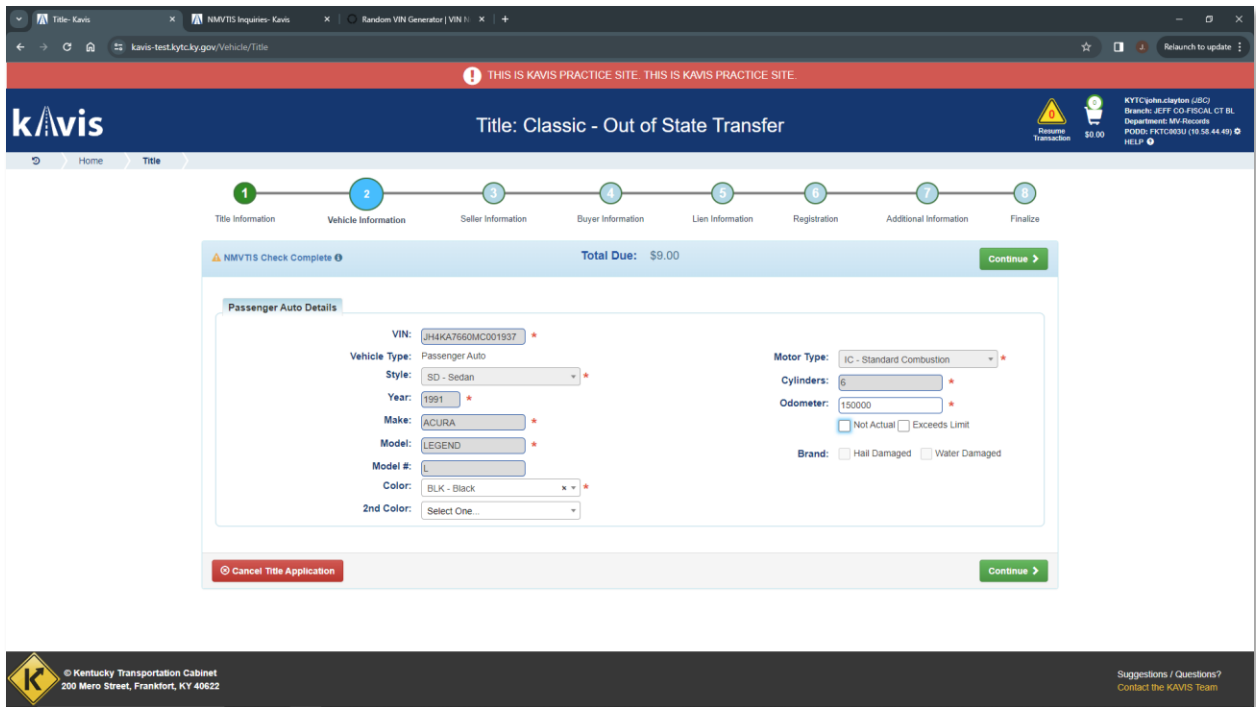 Title- Kavis
NMVTIS Inquiries- Kavis
Random VIN Generator | VIN N
kavis-test.kytc.ky.gov/Vehicle/Title
J.
Relaunch to update
THIS IS KAVIS PRACTICE SITE. THIS IS KAVIS PRACTICE SITE.
kAvis
Title: Classic - Out of State Transfer
0
Resume
Transaction
0
$0.00
KYTC\john.clayton (JBC)
Branch: JEFF CO-FISCAL CT BL
Department: MV-Records
PODD: FKTC003U (10.58.44.49)
HELP
Home
Title
1
2
3
4
5
6
7
8
Title Information
Vehicle Information
Seller Information
Buyer Information
Lien Information
Registration
Additional Information
Finalize
NMVTIS Check Complete
Total Due: $9.00
Continue
Passenger Auto Details
VIN: JH4KA7660MC001937 *
Vehicle Type: Passenger Auto
Style: SD - Sedan *
Year: 1991 *
Make: ACURA *
Model: LEGEND *
Model #: L
Color: BLK - Black × *
2nd Color: Select One...
Motor Type: IC - Standard Combustion *
Cylinders: 6 *
Odometer: 150000 *
Not Actual Exceeds Limit
Brand: Hail Damaged Water Damaged
Cancel Title Application
Continue
K
© Kentucky Transportation Cabinet
200 Mero Street, Frankfort, KY 40622
Suggestions / Questions?
Contact the KAVIS Team